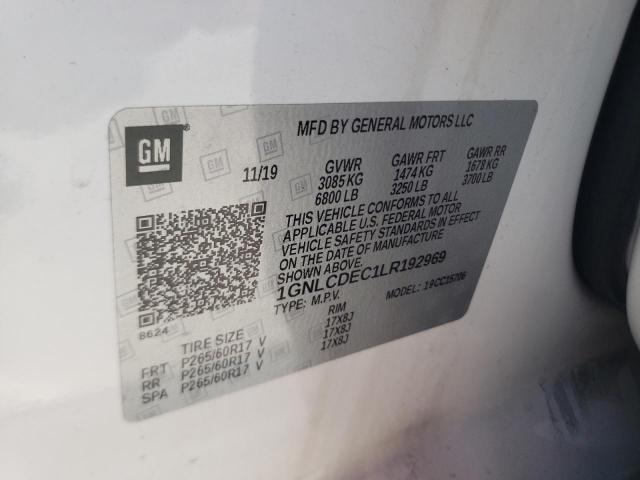 GM
MFD BY GENERAL MOTORS LLC
11/19
GVWR GAWR FRT GAWR RR
3085 KG 1474 KG 1678 KG
6800 LB 3250 LB 3700 LB
THIS VEHICLE CONFORMS TO ALL
APPLICABLE U.S. FEDERAL MOTOR
VEHICLE SAFETY STANDARDS IN EFFECT
ON THE DATE OF MANUFACTURE
SHOWN ABOVE.
1GNLCDEC1LR192969
TYPE: M.P.V. MODEL: 19CC15706
8624
TIRE SIZE RIM
FRT P265/60R17 V 17X8J
RR P265/60R17 V 17X8J
SPA P265/60R17 V 17X8J